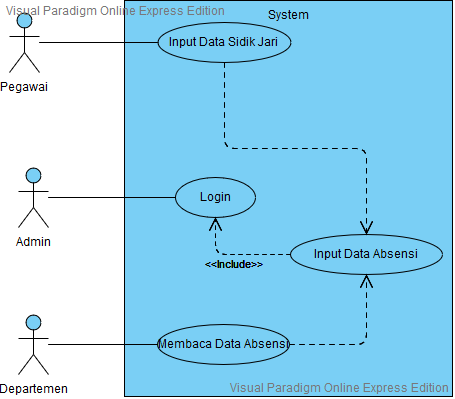 Visual Paradigm Online Express Edition
System
Input Data Sidik Jari
Pegawai
Login
Admin
Input Data Absensi
<<Include>>
Membaca Data Absensi
Departemen
Visual Paradigm Online Express Edition